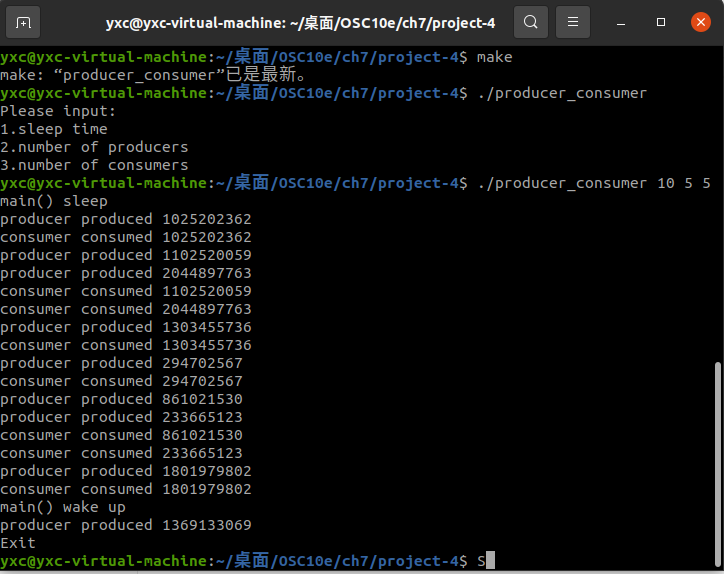 yxc@yxc-virtual-machine: ~/桌面/OSC10e/ch7/project-4
yxc@yxc-virtual-machine:~/桌面/OSC10e/ch7/project-4$ make
make: “producer_consumer”已是最新。
yxc@yxc-virtual-machine:~/桌面/OSC10e/ch7/project-4$ ./producer_consumer
Please input:
1.sleep time
2.number of producers
3.number of consumers
yxc@yxc-virtual-machine:~/桌面/OSC10e/ch7/project-4$ ./producer_consumer 10 5 5
main() sleep
producer produced 1025202362
consumer consumed 1025202362
producer produced 1102520059
producer produced 2044897763
consumer consumed 1102520059
consumer consumed 2044897763
producer produced 1303455736
consumer consumed 1303455736
producer produced 294702567
consumer consumed 294702567
producer produced 861021530
producer produced 233665123
consumer consumed 861021530
consumer consumed 233665123
producer produced 1801979802
consumer consumed 1801979802
main() wake up
producer produced 1369133069
Exit
yxc@yxc-virtual-machine:~/桌面/OSC10e/ch7/project-4$ S